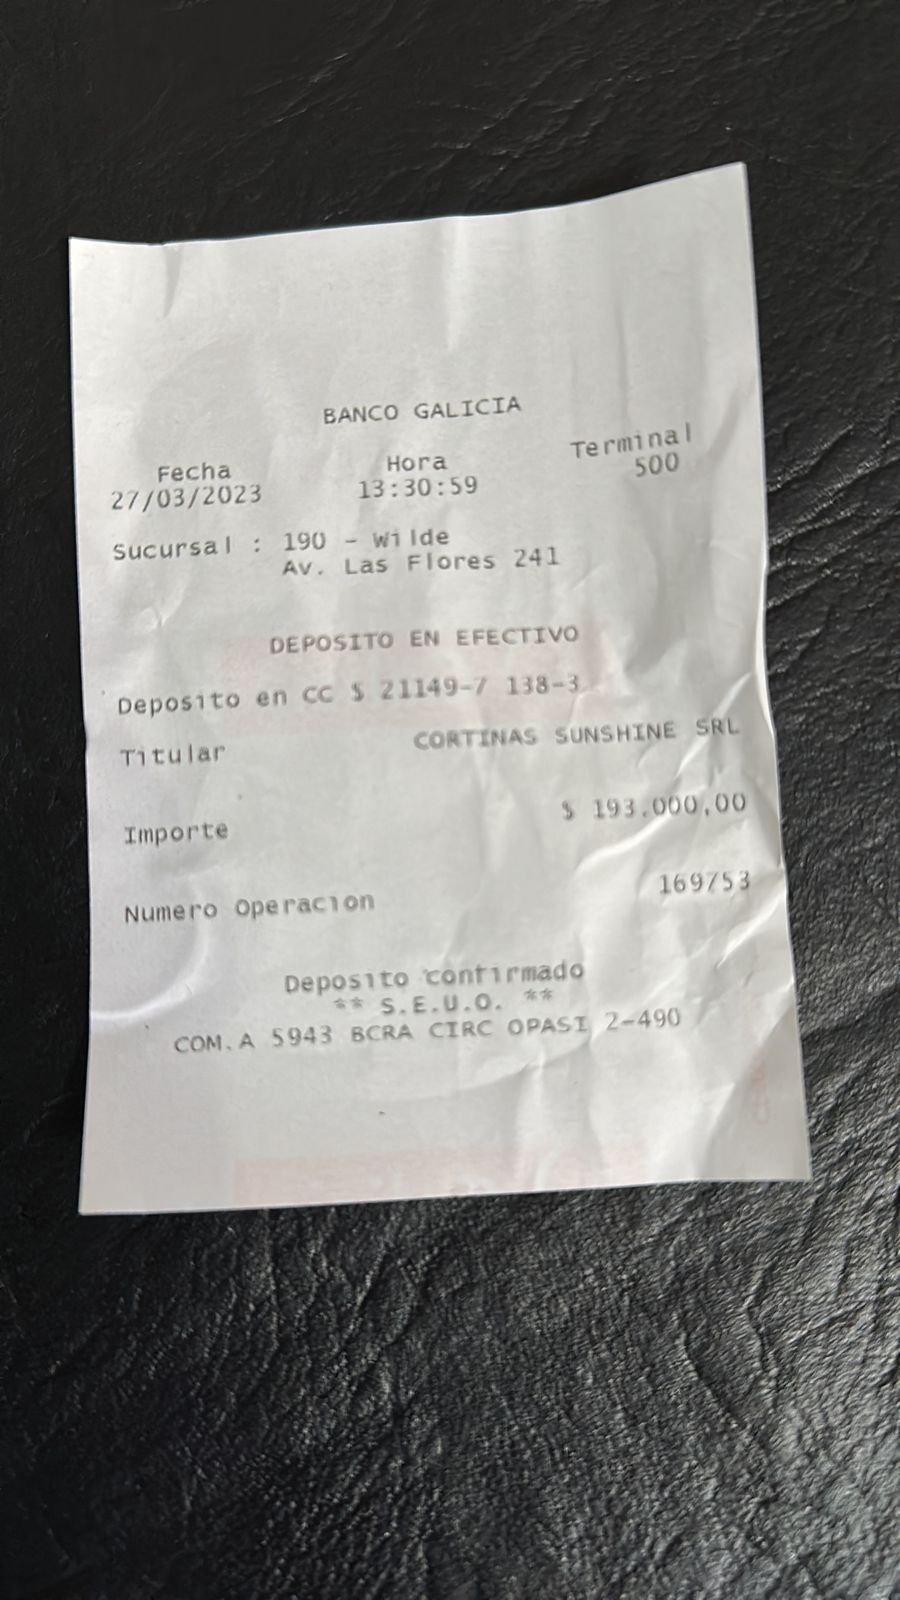 BANCO GALICIA
Fecha Hora Terminal
27/03/2023 13:30:59 500
Sucursal : 190 - Wilde
Av. Las Flores 241
DEPOSITO EN EFECTIVO
Deposito en CC $ 21149-7 138-3
Titular CORTINAS SUNSHINE SRL
Importe $ 193.000,00
Numero Operacion 169753
Deposito confirmado
** S.E.U.O. **
COM.A 5943 BCRA CIRC OPASI 2-490